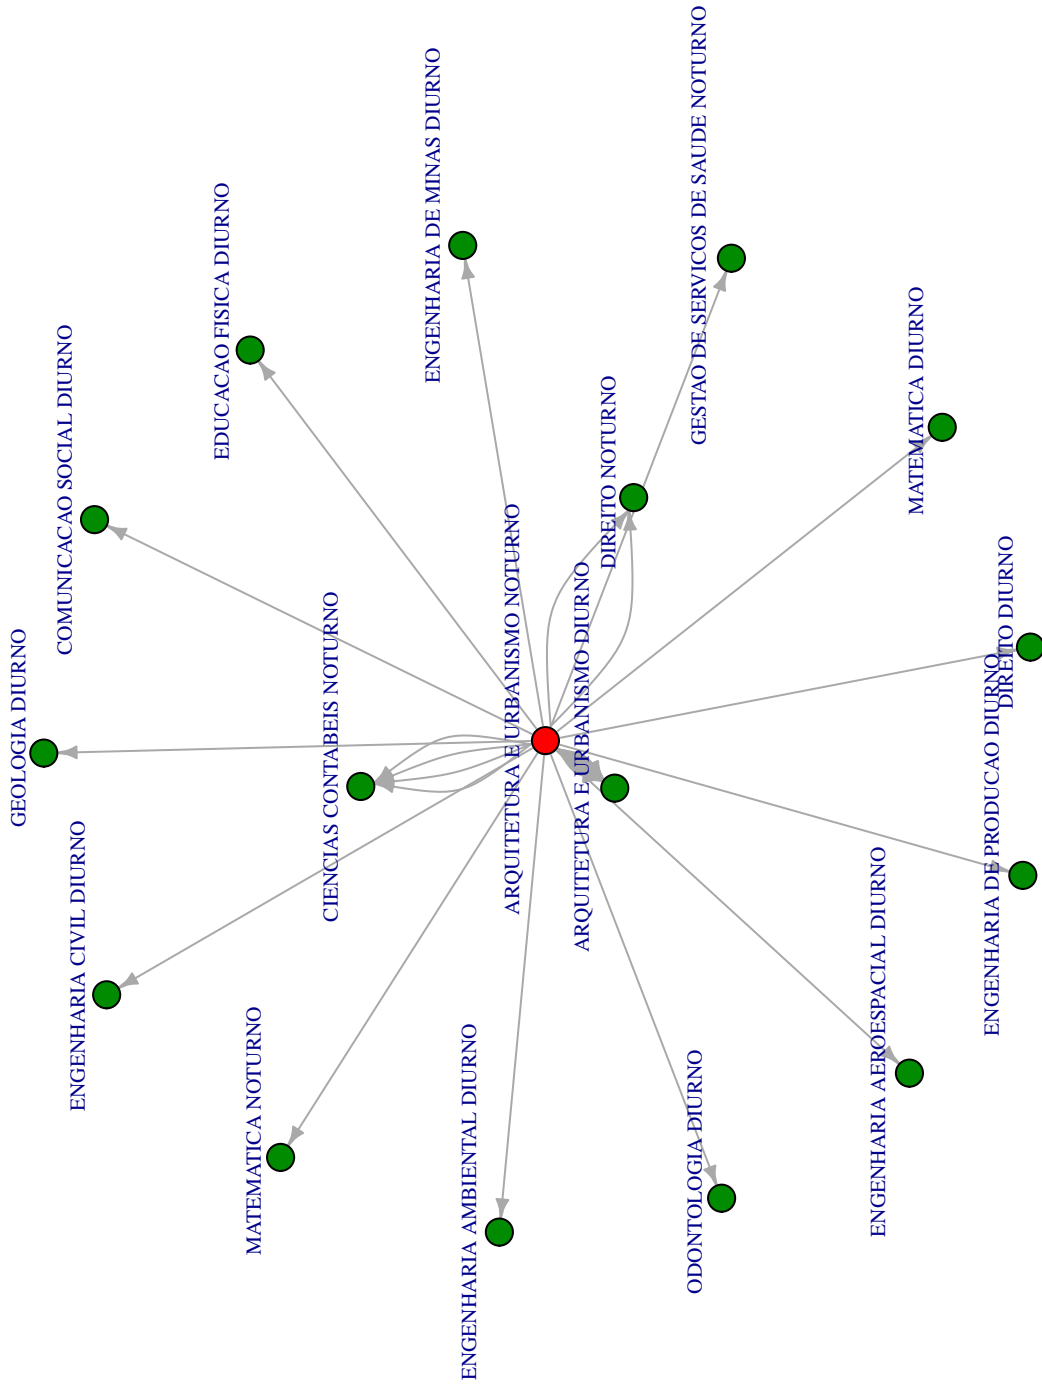 GEOLOGIA DIURNO
COMUNICACAO SOCIAL DIURNO
ENGENHARIA CIVIL DIURNO
EDUCACAO FISICA DIURNO
MATEMATICA NOTURNO
CIENCIAS CONTABEIS NOTURNO
ENGENHARIA DE MINAS DIURNO
ENGENHARIA AMBIENTAL DIURNO
ARQUITETURA E URBANISMO NOTURNO
ARQUITETURA E URBANISMO DIURNO
DIREITO NOTURNO
GESTAO DE SERVICOS DE SAUDE NOTURNO
ODONTOLOGIA DIURNO
ENGENHARIA AEROESPACIAL DIURNO
MATEMATICA DIURNO
ENGENHARIA DE PRODUCAO DIURNO
DIREITO DIURNO